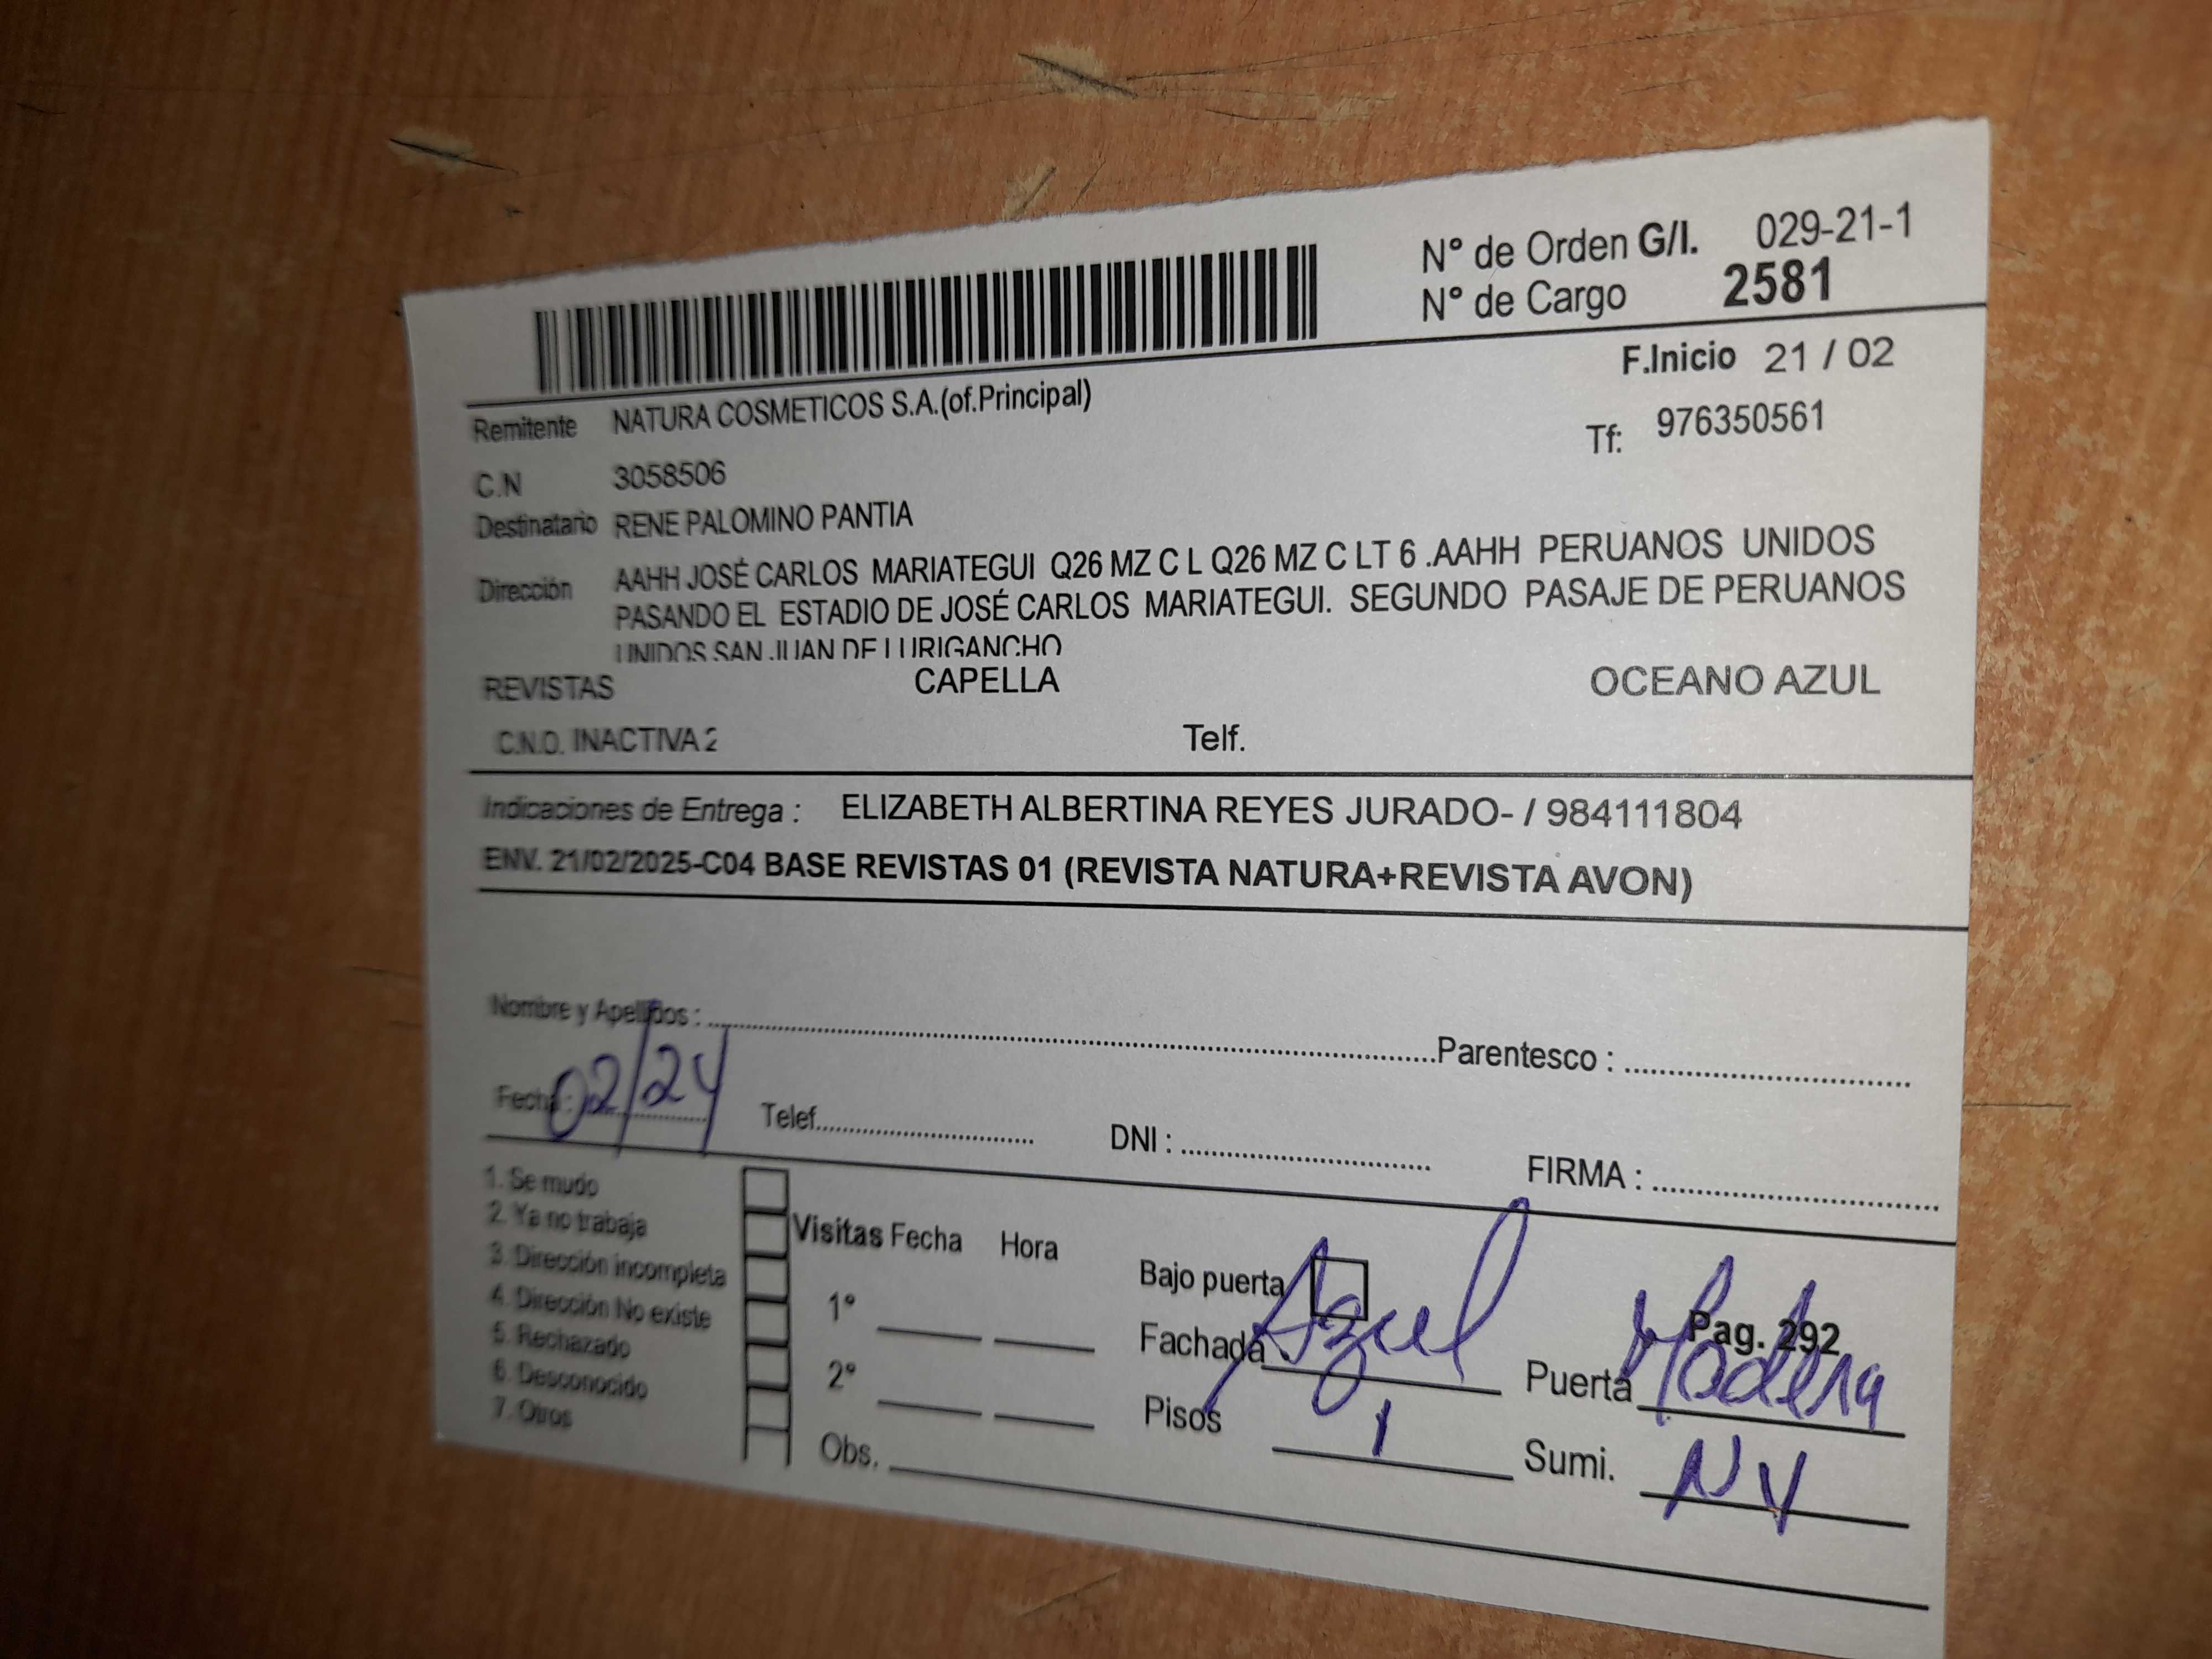 N° de Orden G/I. 029-21-1
N° de Cargo 2581
F.Inicio 21 / 02
Remitente NATURA COSMETICOS S.A.(of.Principal)
Tf: 976350561
C.N 3058506
Destinatario RENE PALOMINO PANTIA
Dirección AAHH JOSÉ CARLOS MARIATEGUI Q26 MZ C L Q26 MZ C LT 6 .AAHH PERUANOS UNIDOS
PASANDO EL ESTADIO DE JOSÉ CARLOS MARIATEGUI. SEGUNDO PASAJE DE PERUANOS
UNIDOS SAN JUAN DE LURIGANCHO
REVISTAS CAPELLA OCEANO AZUL
C.N.O. INACTIVA 2 Telf.
Indicaciones de Entrega : ELIZABETH ALBERTINA REYES JURADO- / 984111804
ENV. 21/02/2025-C04 BASE REVISTAS 01 (REVISTA NATURA+REVISTA AVON)
Nombre y Apellidos : Parentesco :
Fecha : 02/24 Telef. DNI : FIRMA :
1. Se mudo
2. Ya no trabaja
3. Dirección incompleta
4. Dirección No existe
5. Rechazado
6. Desconocido
7. Otros
Visitas Fecha Hora
1°
2°
Obs.
Bajo puerta
Pag. 292
Fachada Azul Puerta Madera
Pisos 1 Sumi. NV